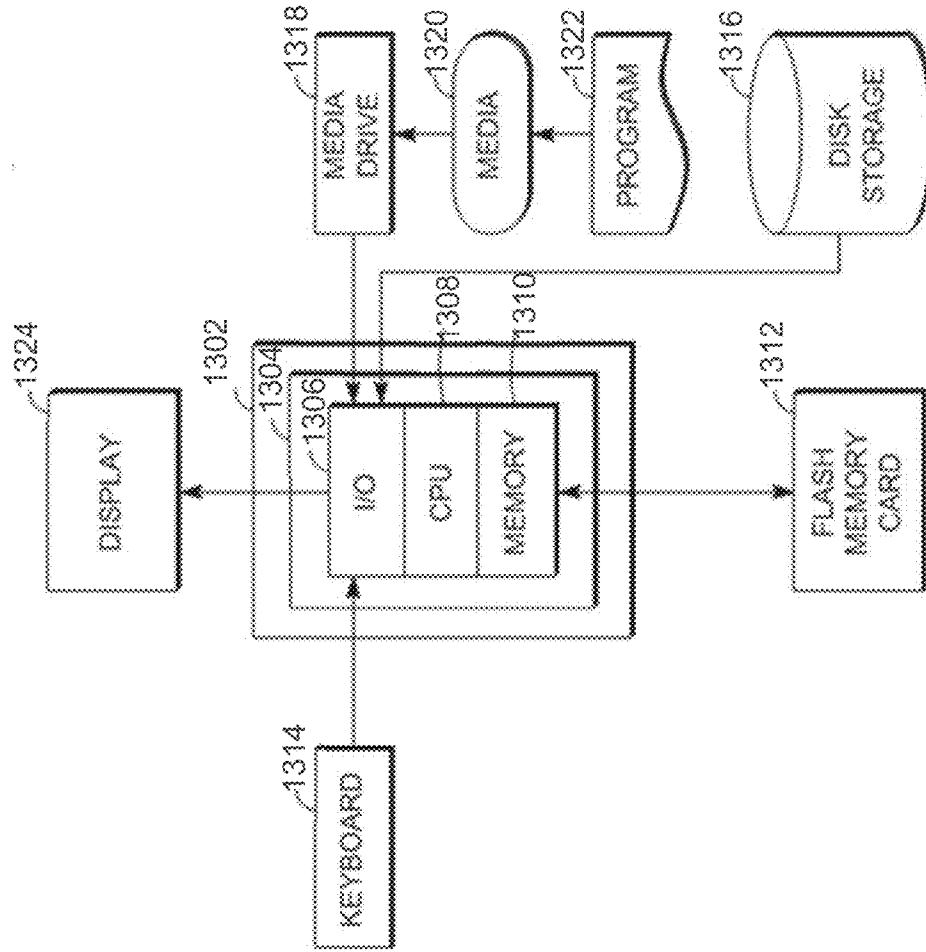 1324
DISPLAY
1302
1304
1306
I/O
CPU
MEMORY
1308
1310
1314
KEYBOARD
1318
MEDIA
DRIVE
1320
MEDIA
1322
PROGRAM
1316
DISK
STORAGE
1312
FLASH
MEMORY
CARD